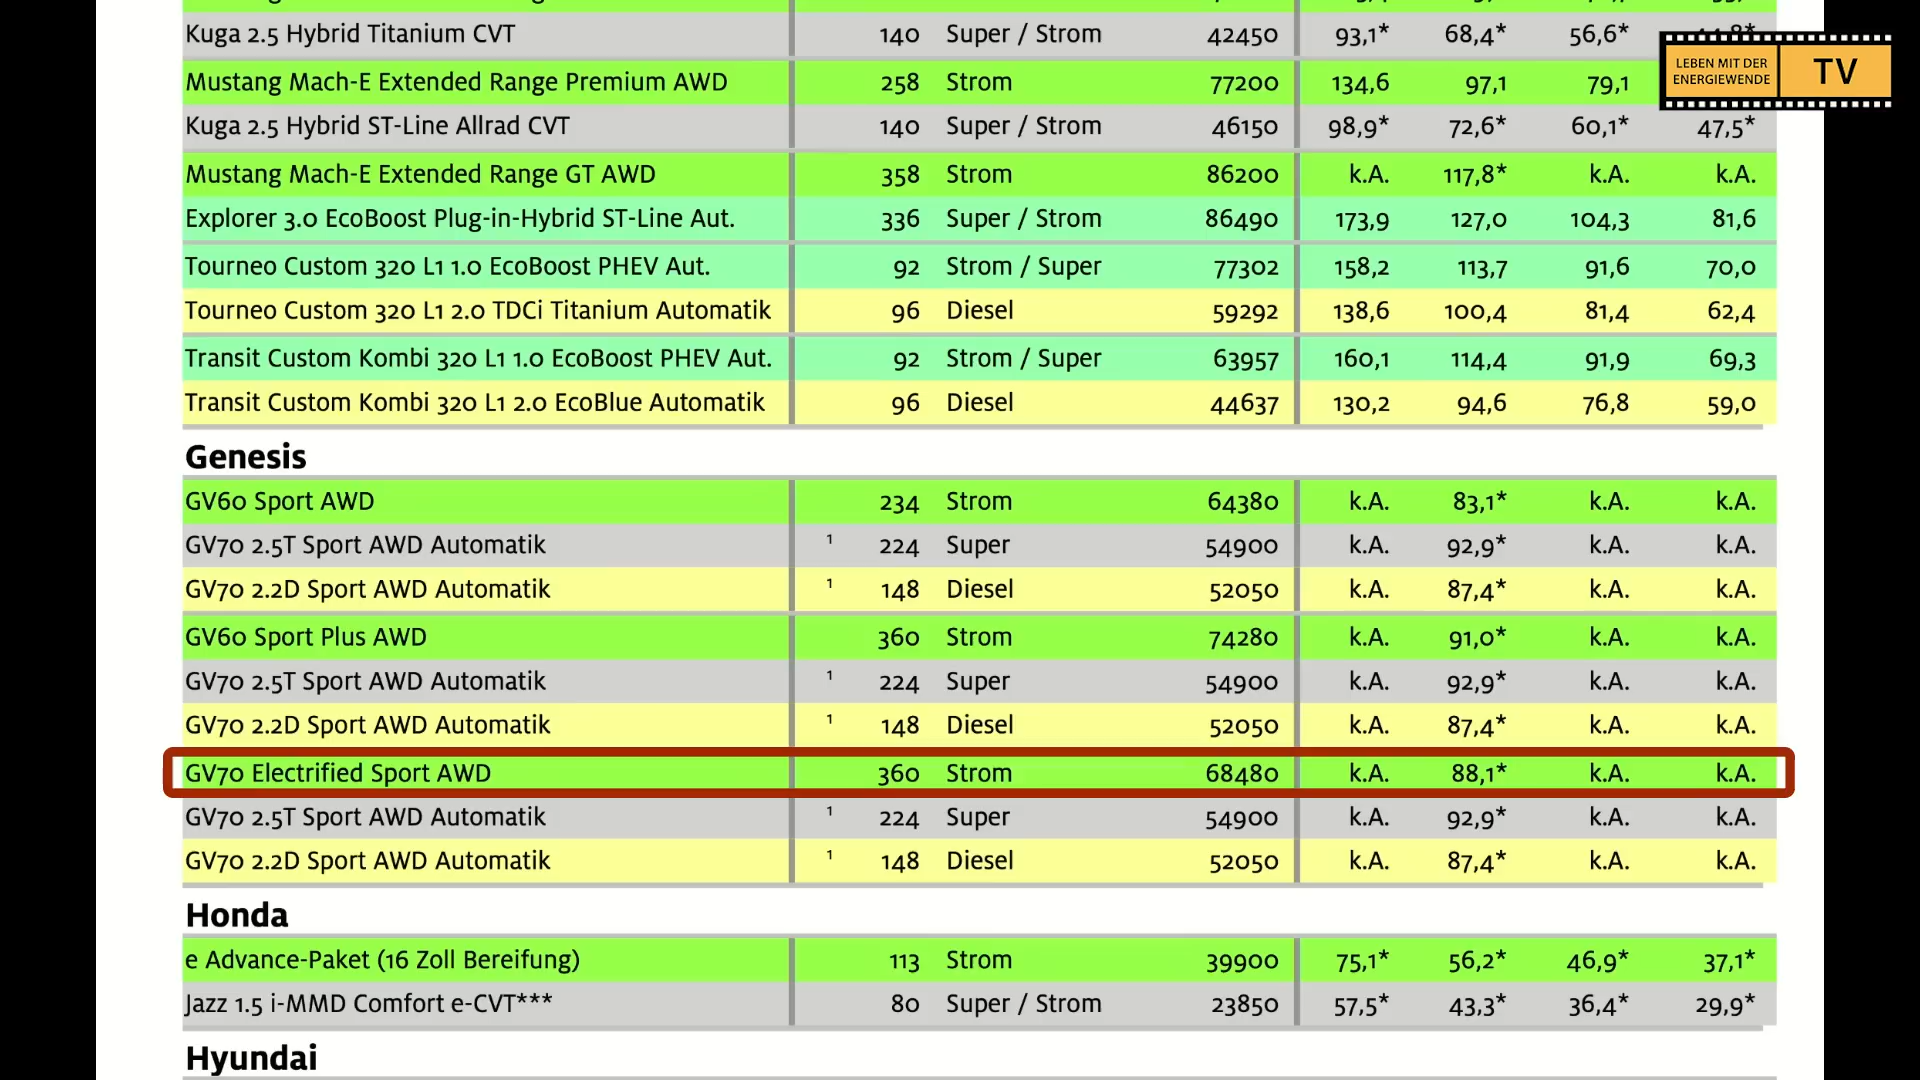 Kuga 2.5 Hybrid Titanium CVT 140 Super / Strom 42450 93,1* 68,4* 56,6*
LEBEN MIT DER ENERGIEWENDE TV
Mustang Mach-E Extended Range Premium AWD 258 Strom 77200 134,6 97,1 79,1
Kuga 2.5 Hybrid ST-Line Allrad CVT 140 Super / Strom 46150 98,9* 72,6* 60,1* 47,5*
Mustang Mach-E Extended Range GT AWD 358 Strom 86200 k.A. 117,8* k.A. k.A.
Explorer 3.0 EcoBoost Plug-in-Hybrid ST-Line Aut. 336 Super / Strom 86490 173,9 127,0 104,3 81,6
Tourneo Custom 320 L1 1.0 EcoBoost PHEV Aut. 92 Strom / Super 77302 158,2 113,7 91,6 70,0
Tourneo Custom 320 L1 2.0 TDCi Titanium Automatik 96 Diesel 59292 138,6 100,4 81,4 62,4
Transit Custom Kombi 320 L1 1.0 EcoBoost PHEV Aut. 92 Strom / Super 63957 160,1 114,4 91,9 69,3
Transit Custom Kombi 320 L1 2.0 EcoBlue Automatik 96 Diesel 44637 130,2 94,6 76,8 59,0
Genesis
GV60 Sport AWD 234 Strom 64380 k.A. 83,1* k.A. k.A.
GV70 2.5T Sport AWD Automatik ¹ 224 Super 54900 k.A. 92,9* k.A. k.A.
GV70 2.2D Sport AWD Automatik ¹ 148 Diesel 52050 k.A. 87,4* k.A. k.A.
GV60 Sport Plus AWD 360 Strom 74280 k.A. 91,0* k.A. k.A.
GV70 2.5T Sport AWD Automatik ¹ 224 Super 54900 k.A. 92,9* k.A. k.A.
GV70 2.2D Sport AWD Automatik ¹ 148 Diesel 52050 k.A. 87,4* k.A. k.A.
GV70 Electrified Sport AWD 360 Strom 68480 k.A. 88,1* k.A. k.A.
GV70 2.5T Sport AWD Automatik ¹ 224 Super 54900 k.A. 92,9* k.A. k.A.
GV70 2.2D Sport AWD Automatik ¹ 148 Diesel 52050 k.A. 87,4* k.A. k.A.
Honda
e Advance-Paket (16 Zoll Bereifung) 113 Strom 39900 75,1* 56,2* 46,9* 37,1*
Jazz 1.5 i-MMD Comfort e-CVT*** 80 Super / Strom 23850 57,5* 43,3* 36,4* 29,9*
Hyundai